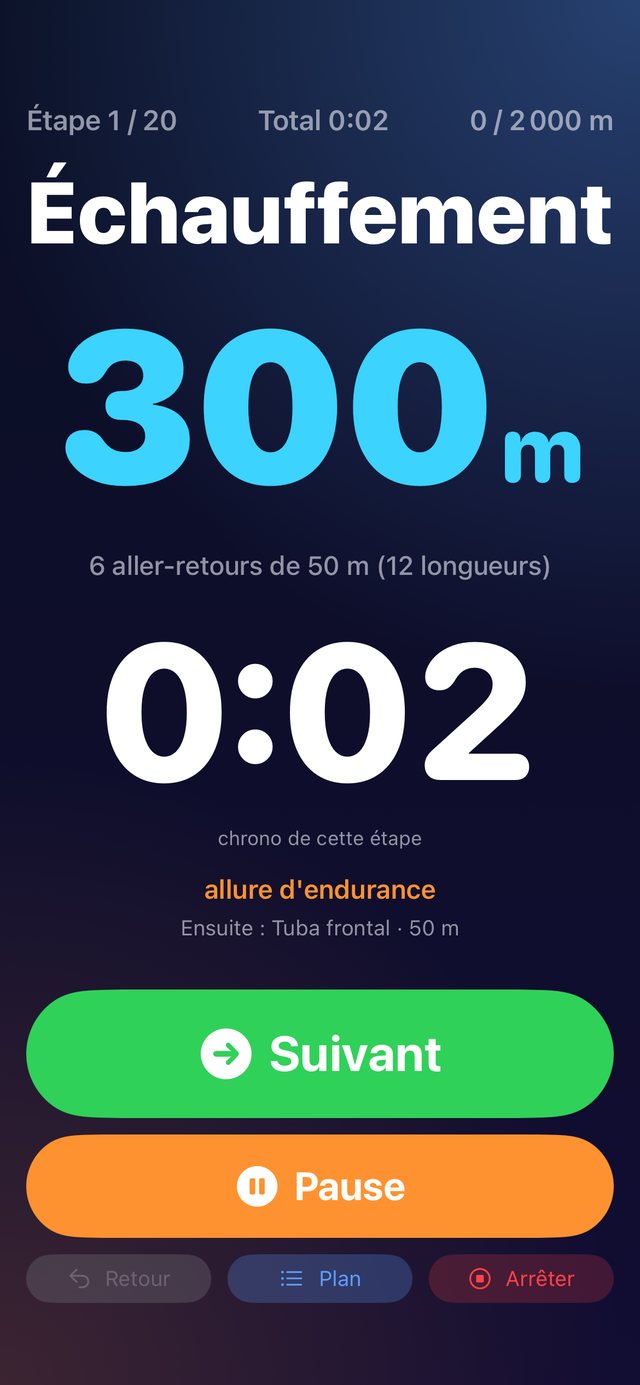 Étape 1 / 20 Total 0:02 0 / 2 000 m
Échauffement
300 m
6 aller-retours de 50 m (12 longueurs)
0:02
chrono de cette étape
allure d'endurance
Ensuite : Tuba frontal · 50 m
Suivant
Pause
Retour Plan Arrêter